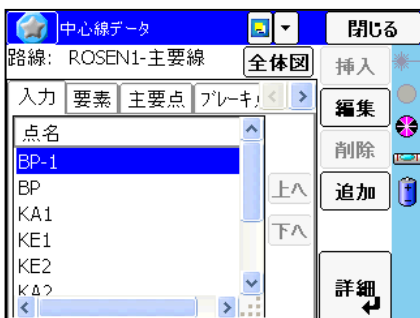 中心線データ
閉じる
路線: ROSEN1-主要線
全体図
挿入
入力
要素
主要点
ブレーキ
編集
点名
削除
BP-1
BP
上へ
追加
KA1
KE1
下へ
KE2
KA2
詳細